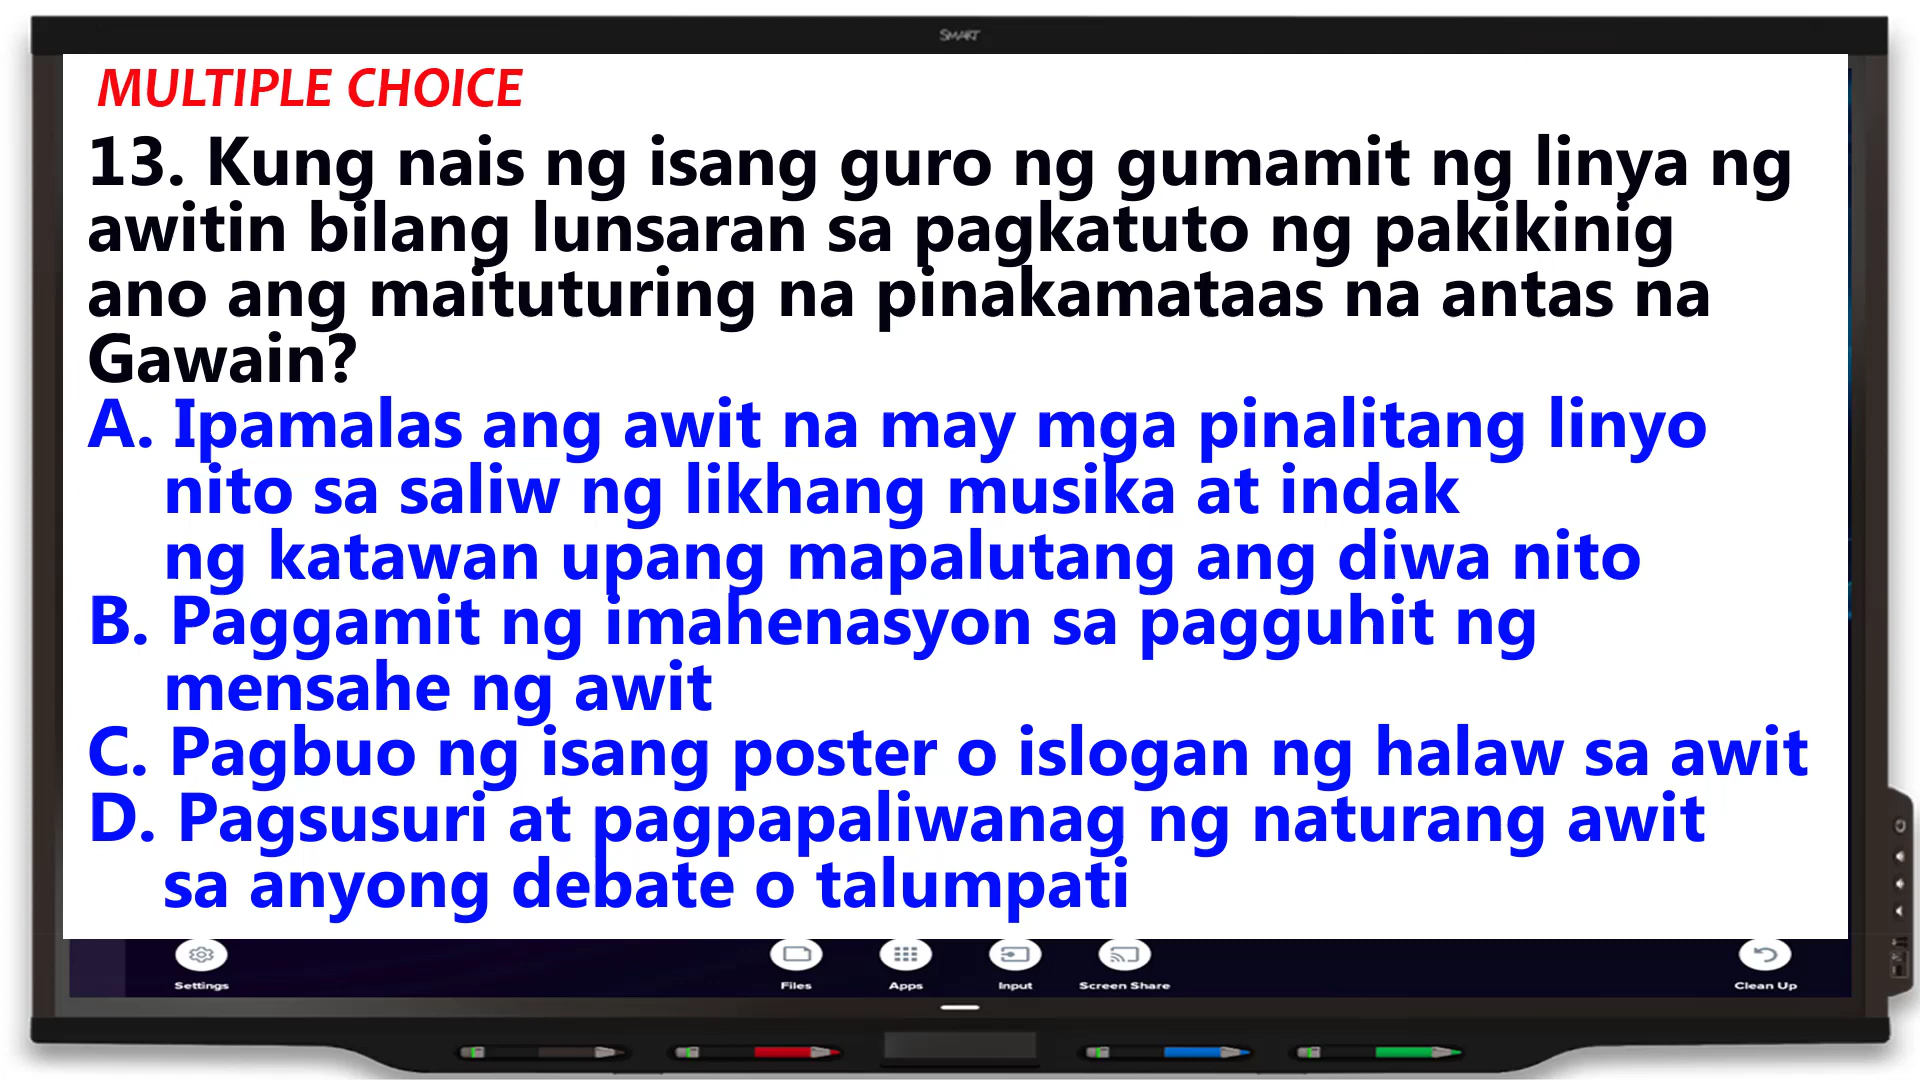 SMART
MULTIPLE CHOICE
13. Kung nais ng isang guro ng gumamit ng linya ng
awitin bilang lunsaran sa pagkatuto ng pakikinig
ano ang maituturing na pinakamataas na antas na
Gawain?
A. Ipamalas ang awit na may mga pinalitang linyo
nito sa saliw ng likhang musika at indak
ng katawan upang mapalutang ang diwa nito
B. Paggamit ng imahenasyon sa pagguhit ng
mensahe ng awit
C. Pagbuo ng isang poster o islogan ng halaw sa awit
D. Pagsusuri at pagpapaliwanag ng naturang awit
sa anyong debate o talumpati
Settings Files Apps Input Screen Share Clean Up